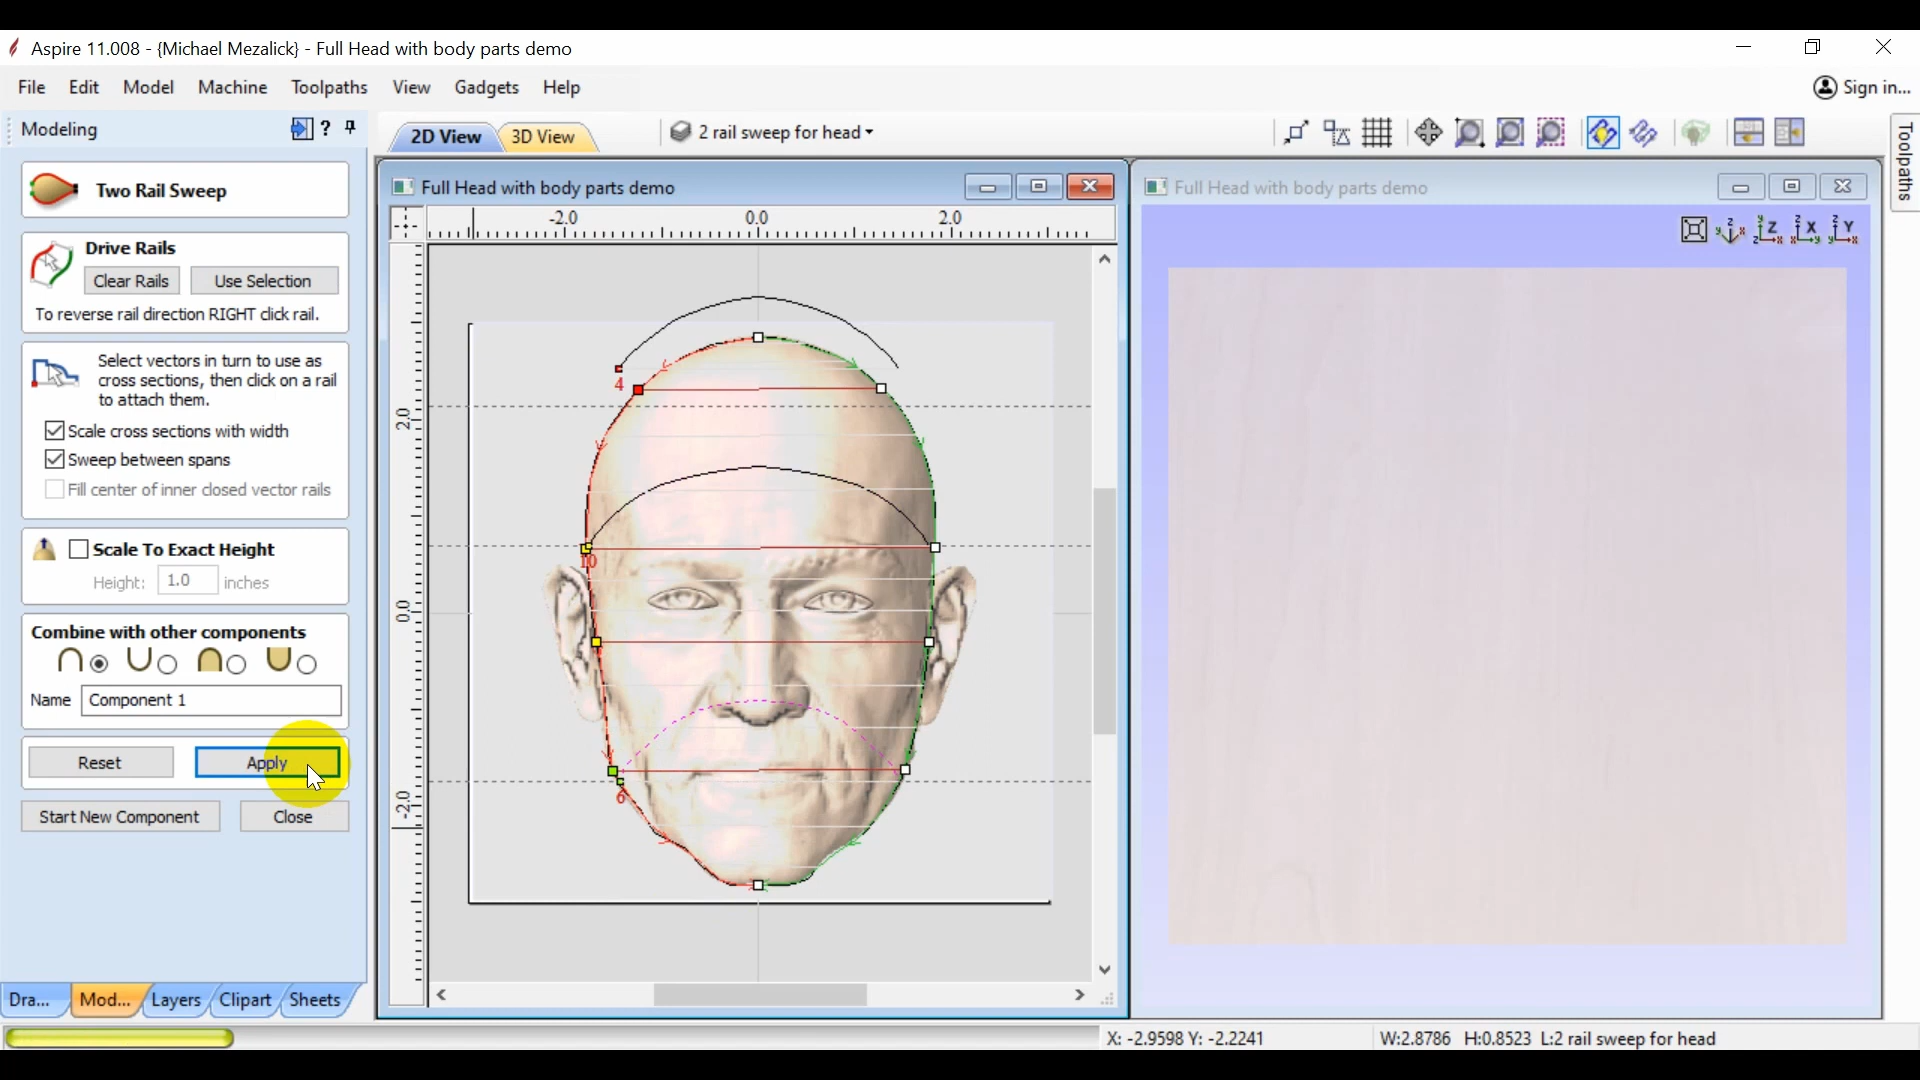 Aspire 11.008 - {Michael Mezalick} - Full Head with body parts demo
File Edit Model Machine Toolpaths View Gadgets Help
Sign in...
Modeling ?
2D View 3D View 2 rail sweep for head
Toolpaths
Two Rail Sweep
Full Head with body parts demo
Full Head with body parts demo
-2.0 0.0 2.0
Drive Rails
Clear Rails Use Selection
To reverse rail direction RIGHT click rail.
Select vectors in turn to use as
cross sections, then click on a rail
to attach them.
Scale cross sections with width
Sweep between spans
Fill center of inner closed vector rails
Scale To Exact Height
Height: 1.0 inches
Combine with other components
Name Component 1
Reset Apply
Start New Component Close
2.0
0.0
-2.0
4
10
6
Dra... Mod... Layers Clipart Sheets
X: -2.9598 Y: -2.2241
W:2.8786 H:0.8523 L:2 rail sweep for head